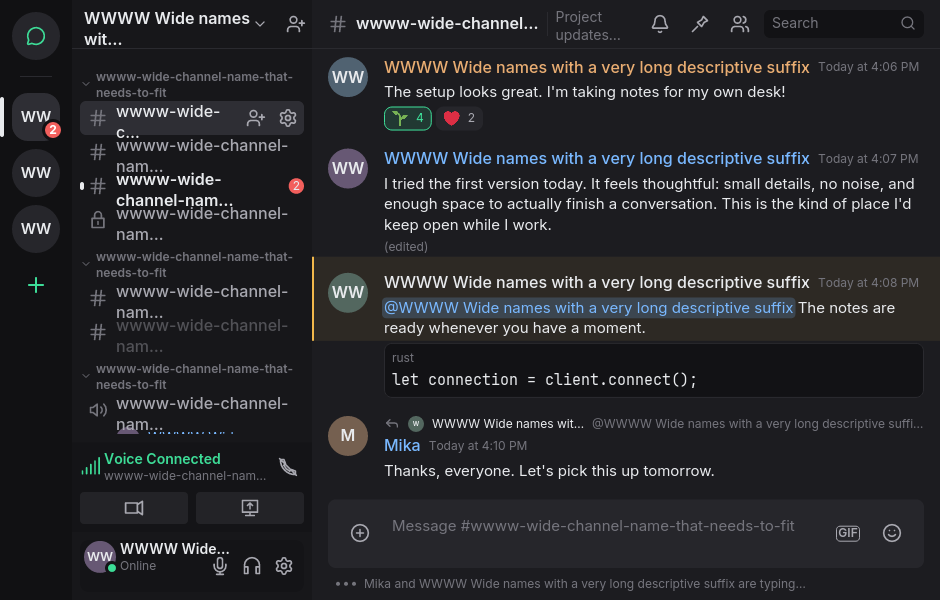 WW
2
WW
WW
WWWW Wide names
wit...
wwww-wide-channel-name-that-
needs-to-fit
wwww-wide-
c...
wwww-wide-channel-
nam...
wwww-wide-
channel-nam...
2
wwww-wide-channel-
nam...
wwww-wide-channel-name-that-
needs-to-fit
wwww-wide-channel-
nam...
wwww-wide-channel-
nam...
wwww-wide-channel-name-that-
needs-to-fit
wwww-wide-channel-
nam...
Voice Connected
wwww-wide-channel-nam...
WW
WWWW Wide...
Online
wwww-wide-channel...
Project
updates...
Search
WW
WWWW Wide names with a very long descriptive suffix Today at 4:06 PM
The setup looks great. I'm taking notes for my own desk!
4
2
WW
WWWW Wide names with a very long descriptive suffix Today at 4:07 PM
I tried the first version today. It feels thoughtful: small details, no noise, and
enough space to actually finish a conversation. This is the kind of place I'd
keep open while I work.
(edited)
WW
WWWW Wide names with a very long descriptive suffix Today at 4:08 PM
@WWWW Wide names with a very long descriptive suffix The notes are
ready whenever you have a moment.
rust
let connection = client.connect();
W WWWW Wide names wit... @WWWW Wide names with a very long descriptive suffi...
M
Mika Today at 4:10 PM
Thanks, everyone. Let's pick this up tomorrow.
Message #wwww-wide-channel-name-that-needs-to-fit
GIF
Mika and WWWW Wide names with a very long descriptive suffix are typing...